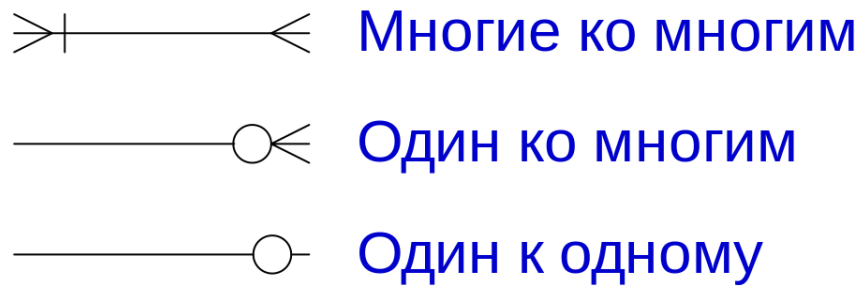 Многие ко многим
Один ко многим
Один к одному